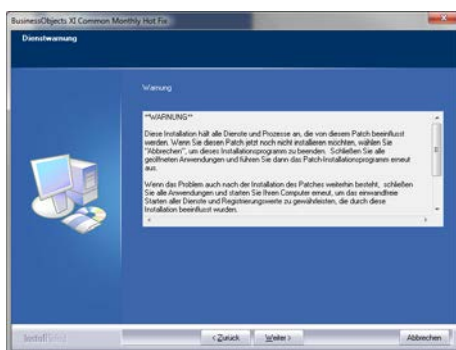 BusinessObjects XI Common Monthly Hot Fix
Dienstwarnung
Warnung
**WARNUNG**
Diese Installation hält alle Dienste und Prozesse an, die von diesem Patch beeinflusst
werden. Wenn Sie diesen Patch jetzt noch nicht installieren möchten, wählen Sie
"Abbrechen", um dieses Installationsprogramm zu beenden. Schließen Sie alle
geöffneten Anwendungen und führen Sie dann das Patch-Installationsprogramm erneut
aus.
Wenn das Problem auch nach der Installation des Patches weiterhin besteht, schließen
Sie alle Anwendungen und starten Sie Ihren Computer erneut, um das einwandfreie
Starten aller Dienste und Registrierungswerte zu gewährleisten, die durch diese
Installation beeinflusst wurden.
InstallShield
< Zurück Weiter > Abbrechen